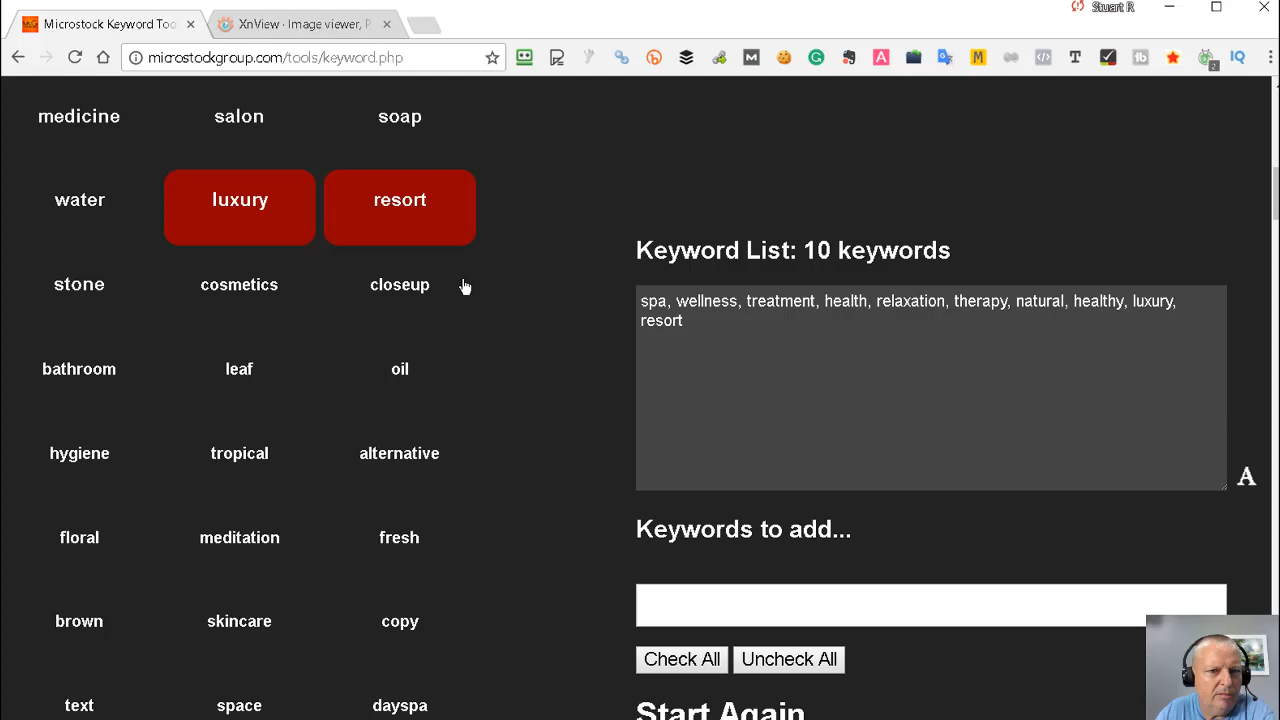 Microstock Keyword Too
XnView · Image viewer, P
Stuart R
microstockgroup.com/tools/keyword.php
medicine salon soap
water luxury resort
stone cosmetics closeup
bathroom leaf oil
hygiene tropical alternative
floral meditation fresh
brown skincare copy
text space dayspa
Keyword List: 10 keywords
spa, wellness, treatment, health, relaxation, therapy, natural, healthy, luxury,
resort
A
Keywords to add...
Check All Uncheck All
Start Again